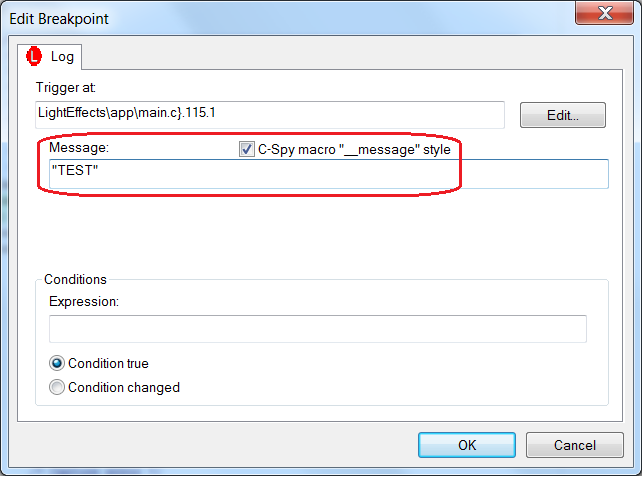 Edit Breakpoint
L Log
Trigger at:
LightEffects\app\main.c}.115.1
Edit...
Message:
C-Spy macro "__message" style
"TEST"
Conditions
Expression:
Condition true
Condition changed
OK
Cancel